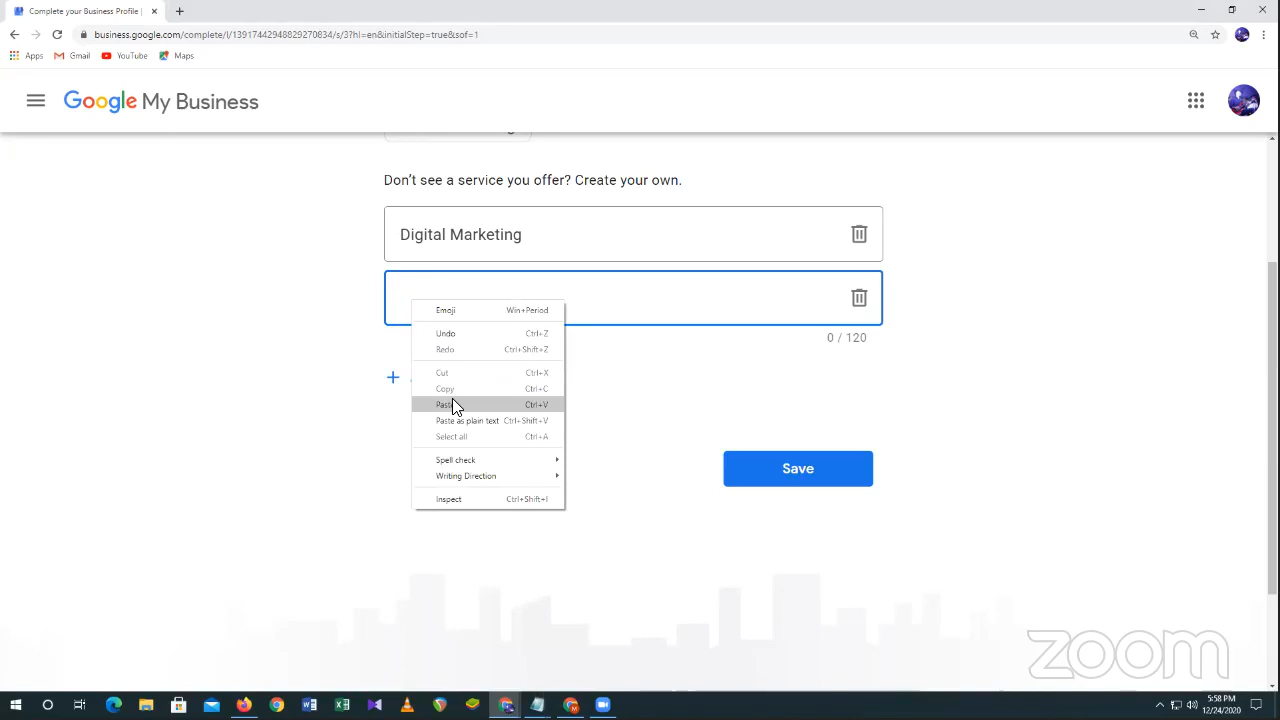 Complete your Business Profile |
business.google.com/complete/l/13917442948829270834/s/3?hl=en&initialStep=true&sof=1
Apps Gmail YouTube Maps
Google My Business
Don't see a service you offer? Create your own.
Digital Marketing
0 / 120
Emoji Win+Period
Undo Ctrl+Z
Redo Ctrl+Shift+Z
Cut Ctrl+X
Copy Ctrl+C
Paste Ctrl+V
Paste as plain text Ctrl+Shift+V
Select all Ctrl+A
Spell check
Writing Direction
Inspect Ctrl+Shift+I
Save
zoom
5:58 PM
12/24/2020